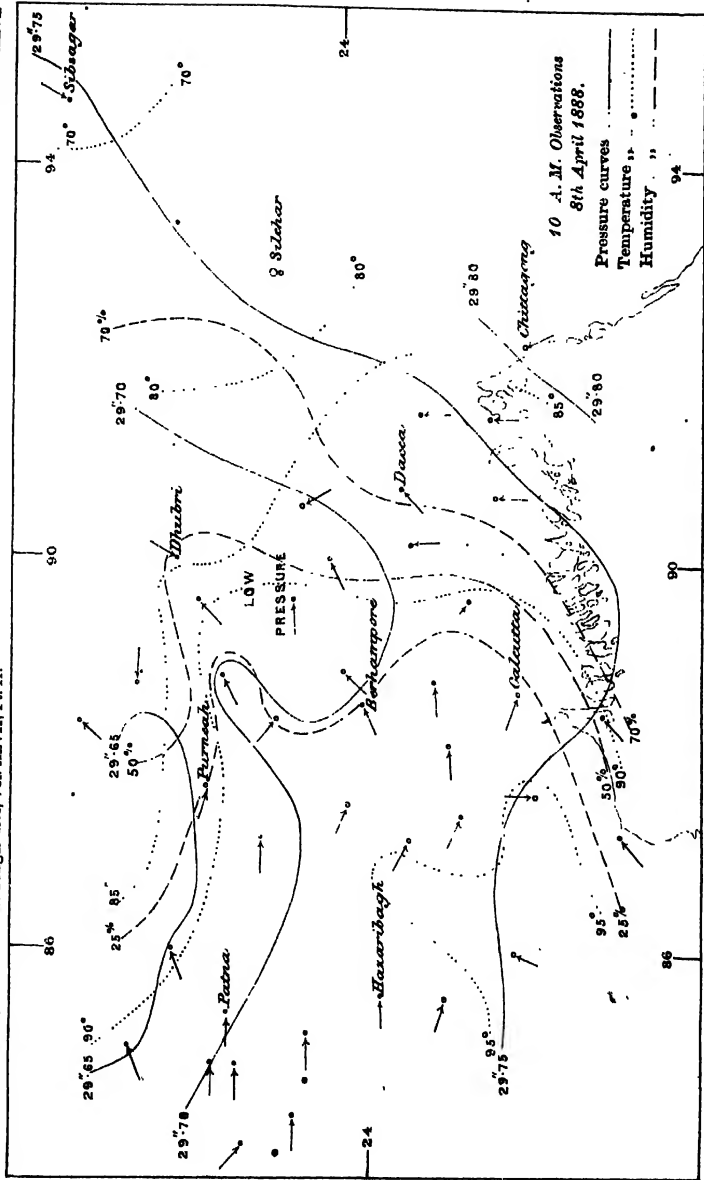 94
90
86
29"·75
Sibsagar
70°
70°
29"·65 90°
25% 85°
29"·65
50%
29"·70
80°
70%
Dhubri
29"·70
Patna
Purneah
LOW
PRESSURE
Silchar
80°
24
24
Hazaribagh
Berhampore
Dacca
29"·80
Chittagong
95°
29"·75
Calcutta
85°
29"·80
95°
25%
50%
90°
70%
86
90
94
10 A.M. Observations
8th April 1888.
Pressure curves
Temperature "
Humidity "